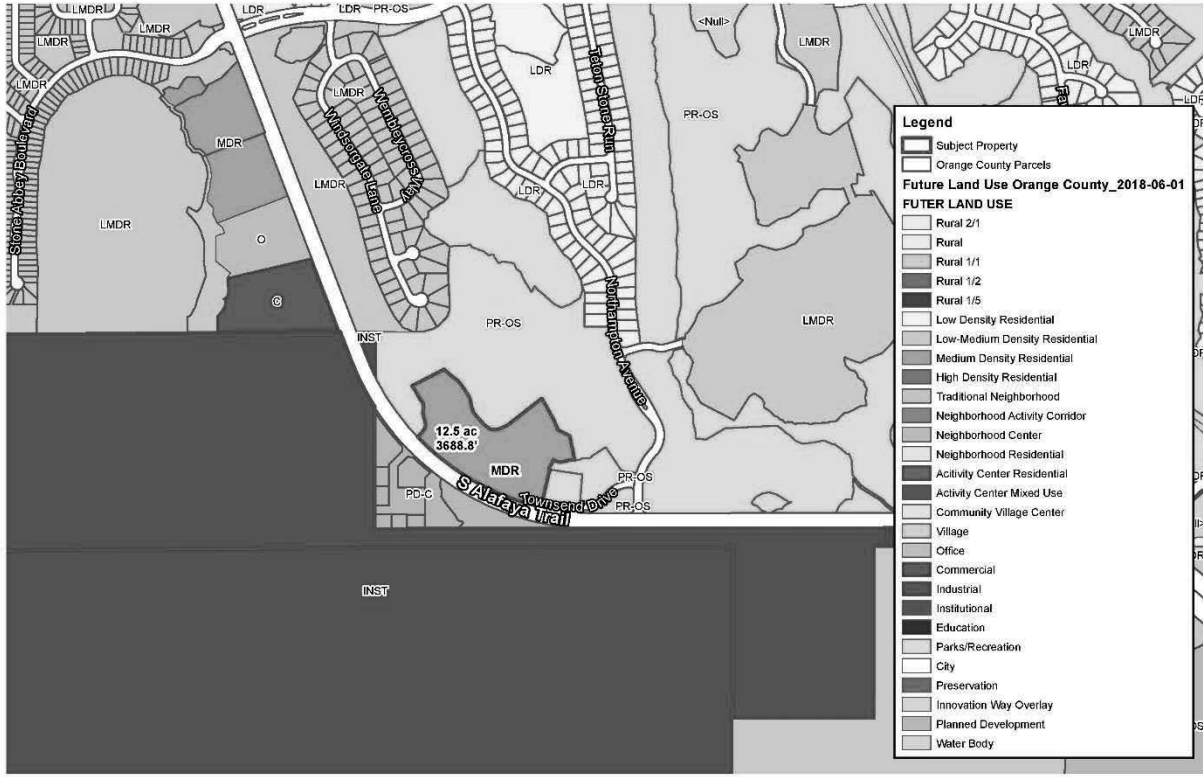 LDR
LDR
PR-OS
<Null>
LMDR
LMDR
LMDR
LMDR
LMDR
LMDR
LDR
LDR
Stone Abbey Boulevard
MDR
Windsorgate Lane
Wembleycross Way
Teton Stone Run
PR-OS
LMDR
LMDR
LDR
LDR
O
C
Northampton Avenue
PR-OS
INST
LMDR
12.5 ac
3688.8'
MDR
PD-C
S Alafaya Trail
Townsend Drive
PR-OS
PR-OS
INST
Legend
Subject Property
Orange County Parcels
Future Land Use Orange County_2018-06-01
FUTER LAND USE
Rural 2/1
Rural
Rural 1/1
Rural 1/2
Rural 1/5
Low Density Residential
Low-Medium Density Residential
Medium Density Residential
High Density Residential
Traditional Neighborhood
Neighborhood Activity Corridor
Neighborhood Center
Neighborhood Residential
Acitivity Center Residential
Activity Center Mixed Use
Community Village Center
Village
Office
Commercial
Industrial
Institutional
Education
Parks/Recreation
City
Preservation
Innovation Way Overlay
Planned Development
Water Body